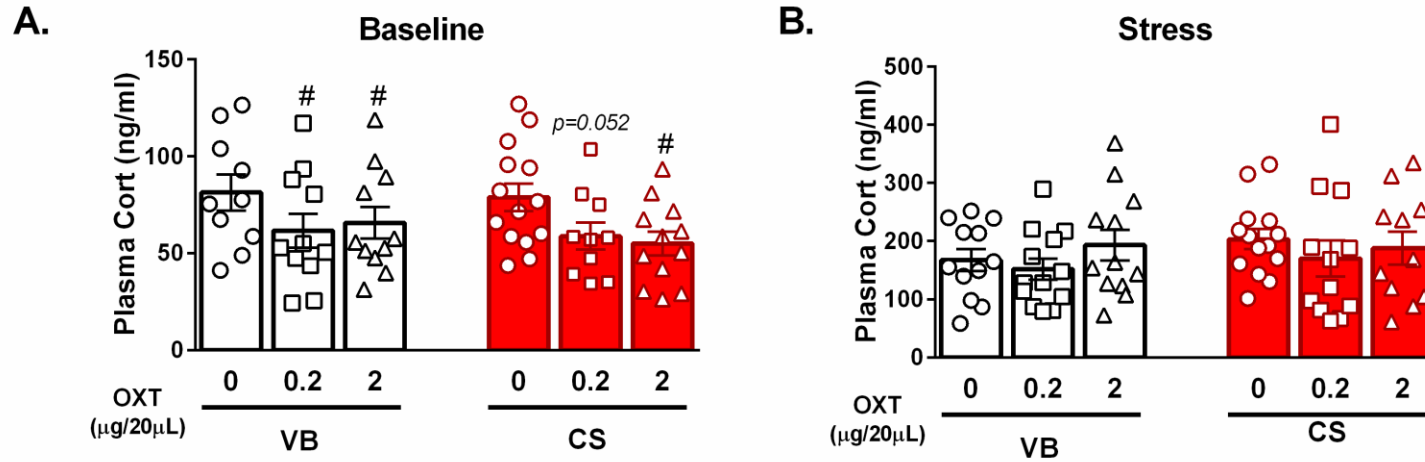 A.
Baseline
Plasma Cort (ng/ml)
150
100
50
0
#
#
p=0.052
#
0 0.2 2 0 0.2 2
OXT
(μg/20μL)
VB CS
B.
Stress
Plasma Cort (ng/ml)
500
400
300
200
100
0
0 0.2 2 0 0.2 2
OXT
(μg/20μL)
VB CS